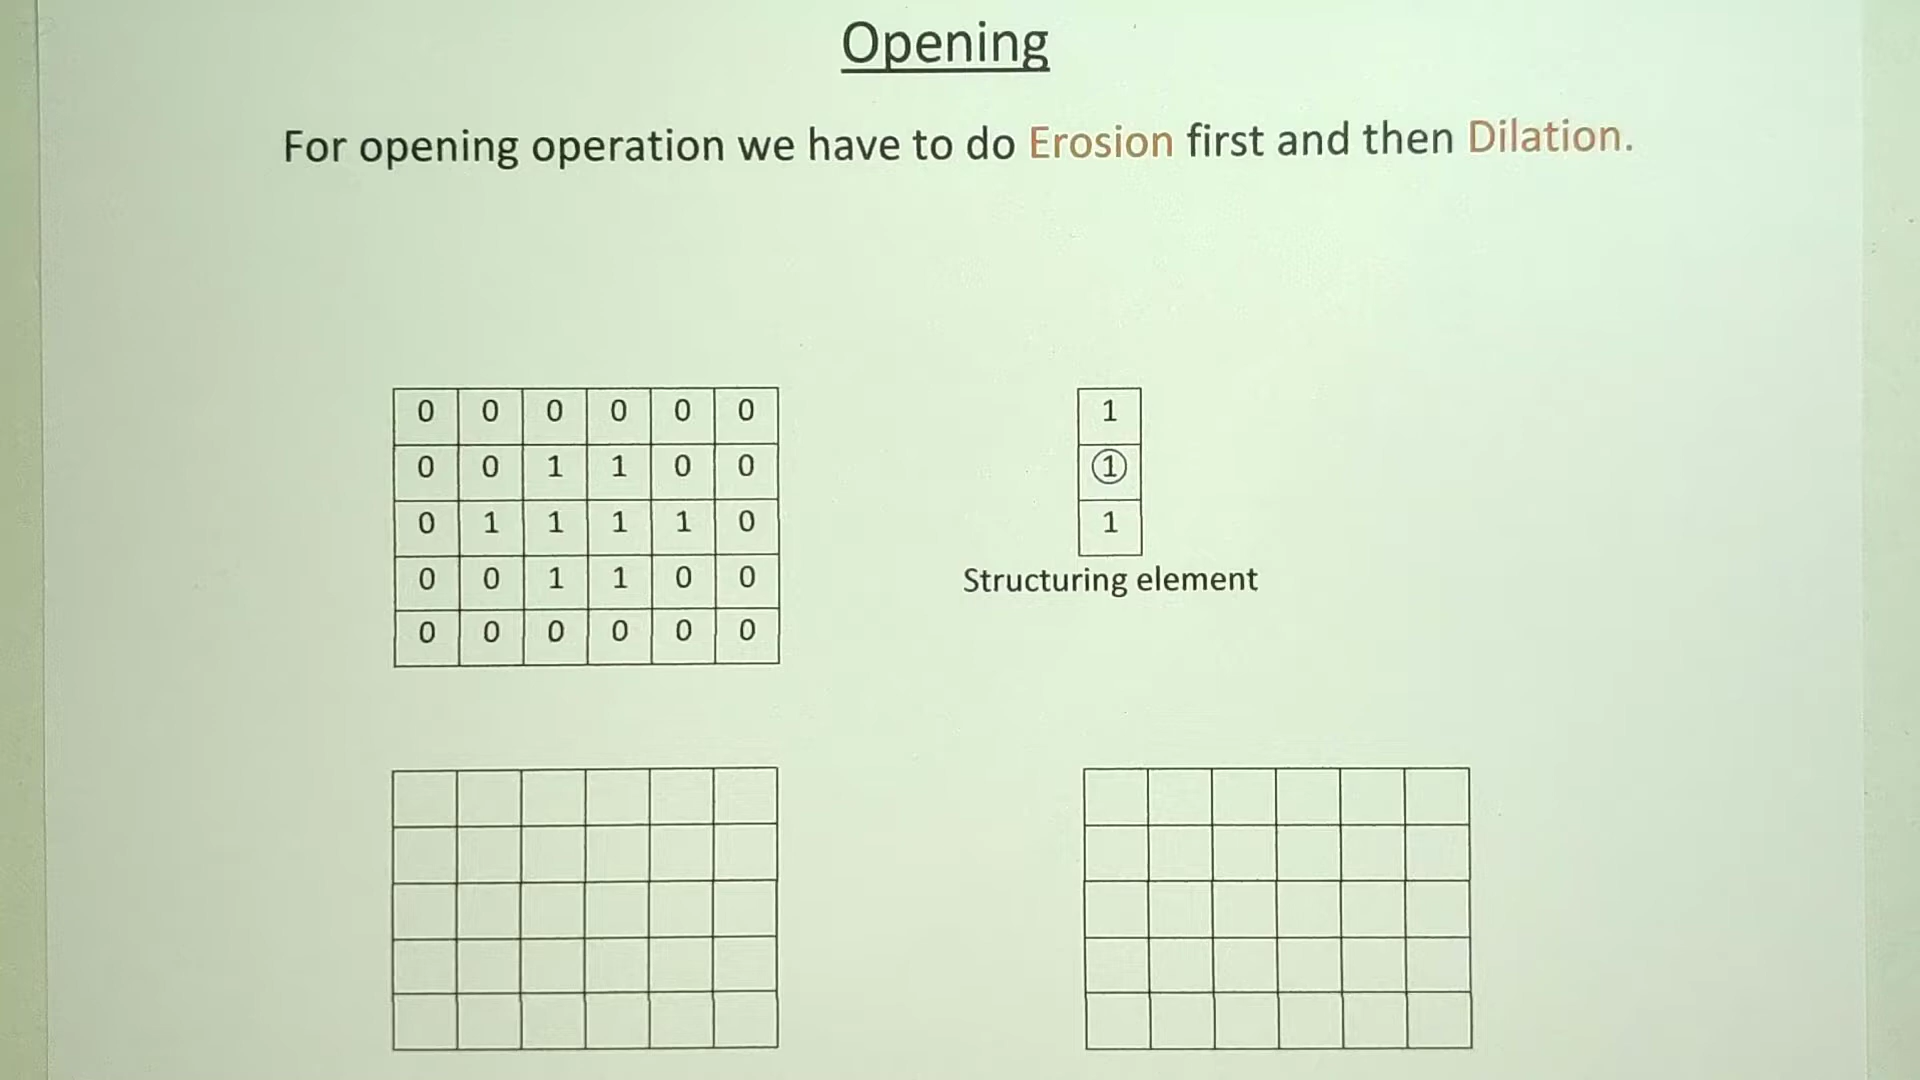 Opening
For opening operation we have to do Erosion first and then Dilation.
0 0 0 0 0 0
0 0 1 1 0 0
0 1 1 1 1 0
0 0 1 1 0 0
0 0 0 0 0 0
1
1
1
Structuring element